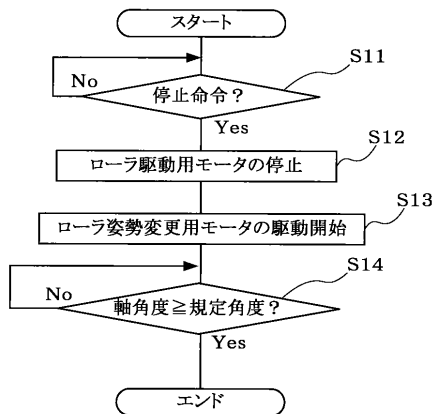 スタート
S11
No
停止命令？
Yes
S12
ローラ駆動用モータの停止
S13
ローラ姿勢変更用モータの駆動開始
S14
No
軸角度≧規定角度？
Yes
エンド